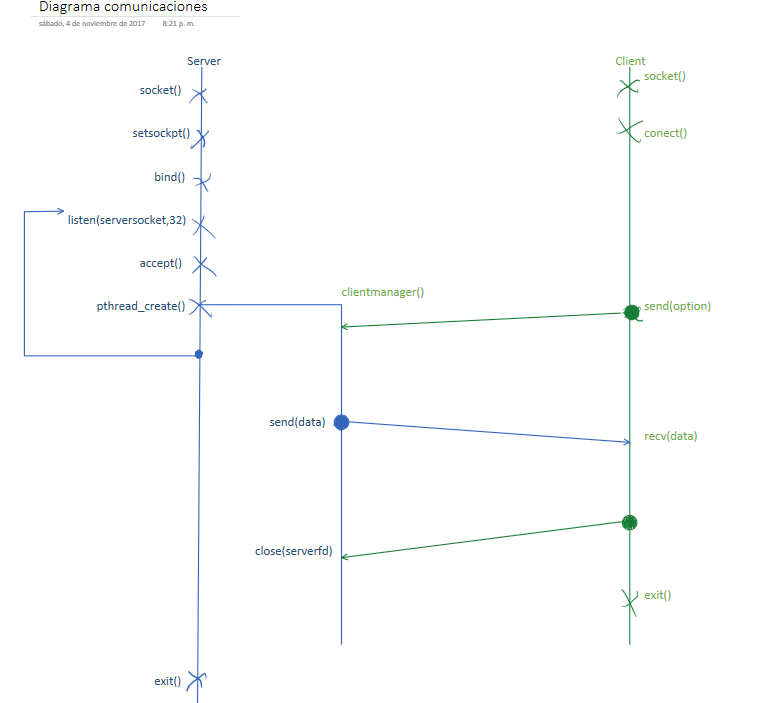 Diagrama comunicaciones
sábado, 4 de noviembre de 2017 8:21 p. m.
Server
Client
socket()
socket()
setsockpt()
conect()
bind()
listen(serversocket,32)
accept()
clientmanager()
pthread_create()
send(option)
send(data)
recv(data)
close(serverfd)
exit()
exit()